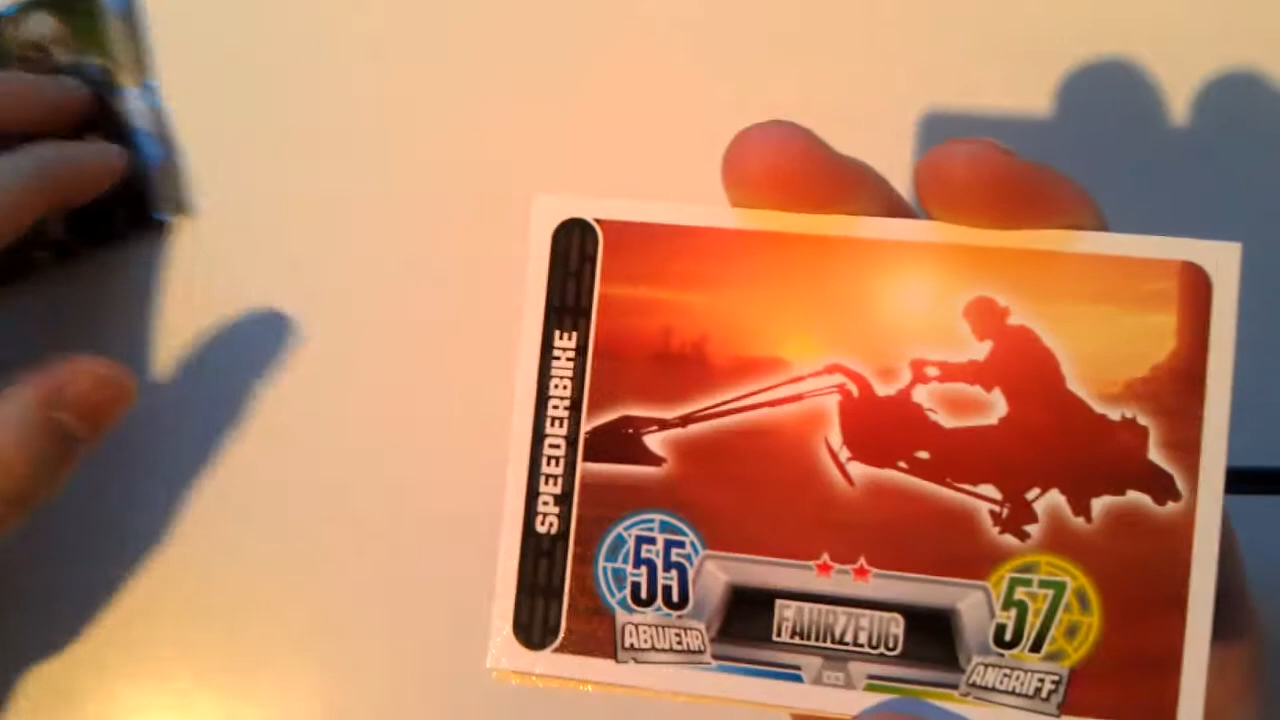 SPEEDERBIKE
55
ABWEHR
FAHRZEUG
57
ANGRIFF